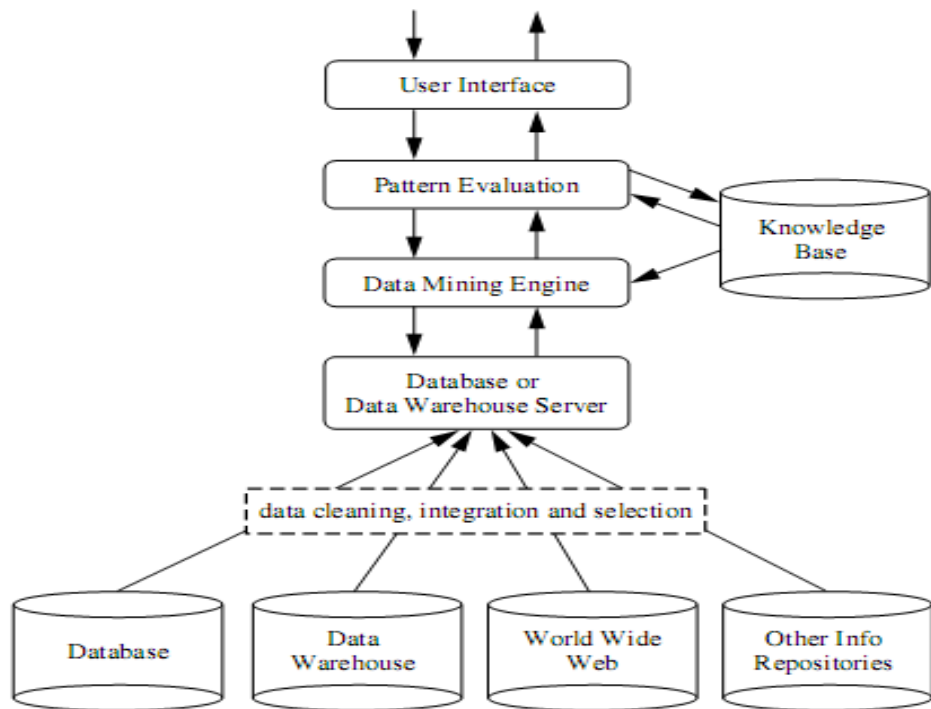 User Interface
Pattern Evaluation
Knowledge
Base
Data Mining Engine
Database or
Data Warehouse Server
data cleaning, integration and selection
Database
Data
Warehouse
World Wide
Web
Other Info
Repositories